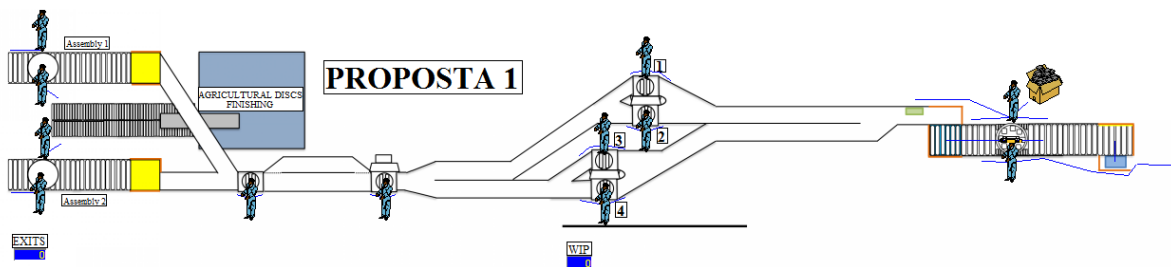 Assembly 1
PROPOSTA 1
AGRICULTURAL DISCS
FINISHING
1
2
3
4
Assembly 2
EXITS
0
WIP
0